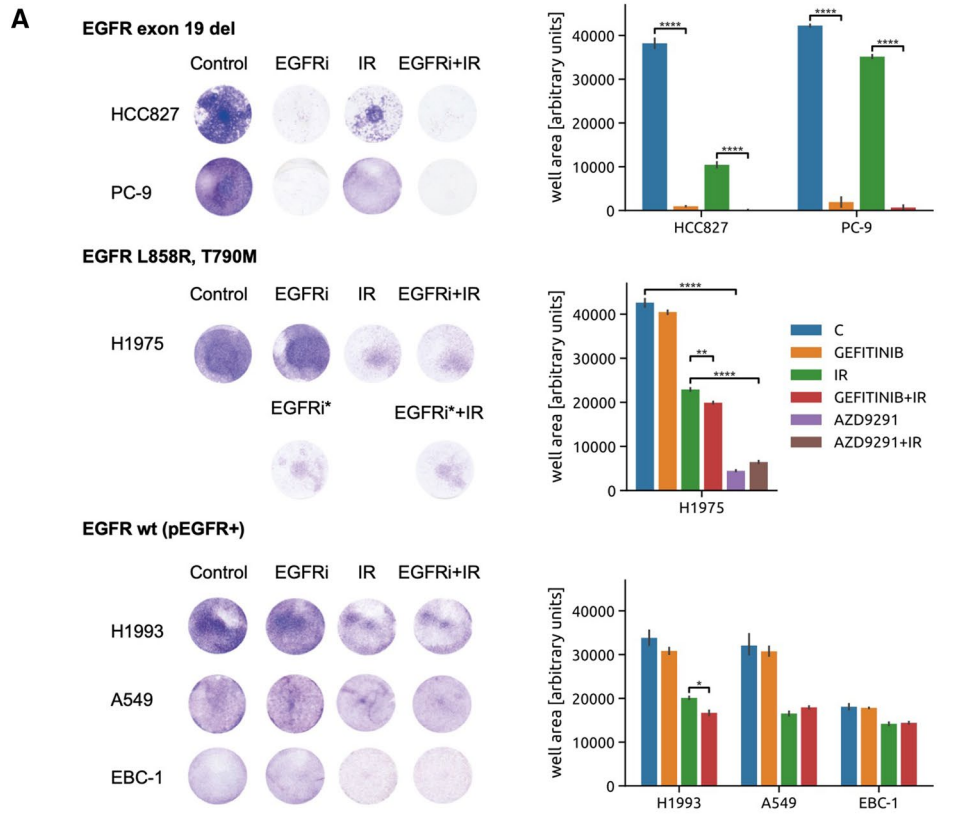 A
EGFR exon 19 del
Control EGFRi IR EGFRi+IR
HCC827
PC-9
well area [arbitrary units]
40000
30000
20000
10000
0
****
****
****
****
HCC827 PC-9
EGFR L858R, T790M
Control EGFRi IR EGFRi+IR
H1975
EGFRi* EGFRi*+IR
well area [arbitrary units]
40000
30000
20000
10000
0
****
**
****
H1975
C
GEFITINIB
IR
GEFITINIB+IR
AZD9291
AZD9291+IR
EGFR wt (pEGFR+)
Control EGFRi IR EGFRi+IR
H1993
A549
EBC-1
well area [arbitrary units]
40000
30000
20000
10000
0
*
H1993 A549 EBC-1